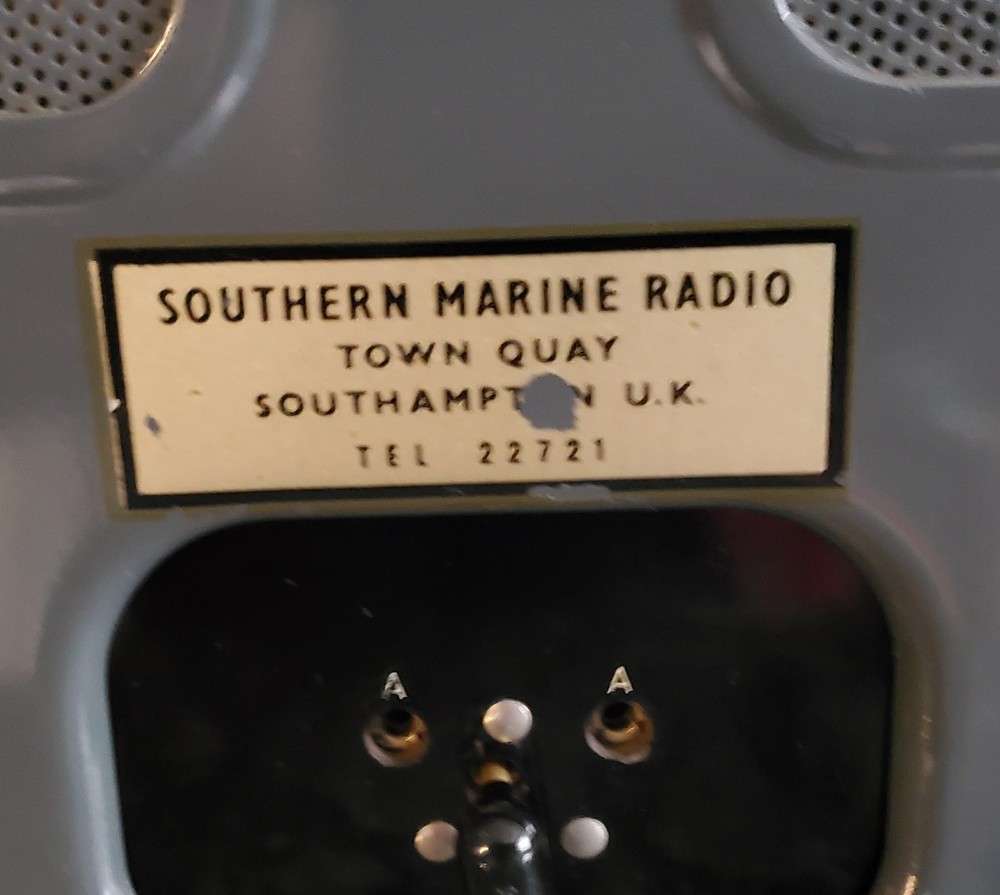 SOUTHERN MARINE RADIO
TOWN QUAY
SOUTHAMPTON U.K.
TEL 22721
A A